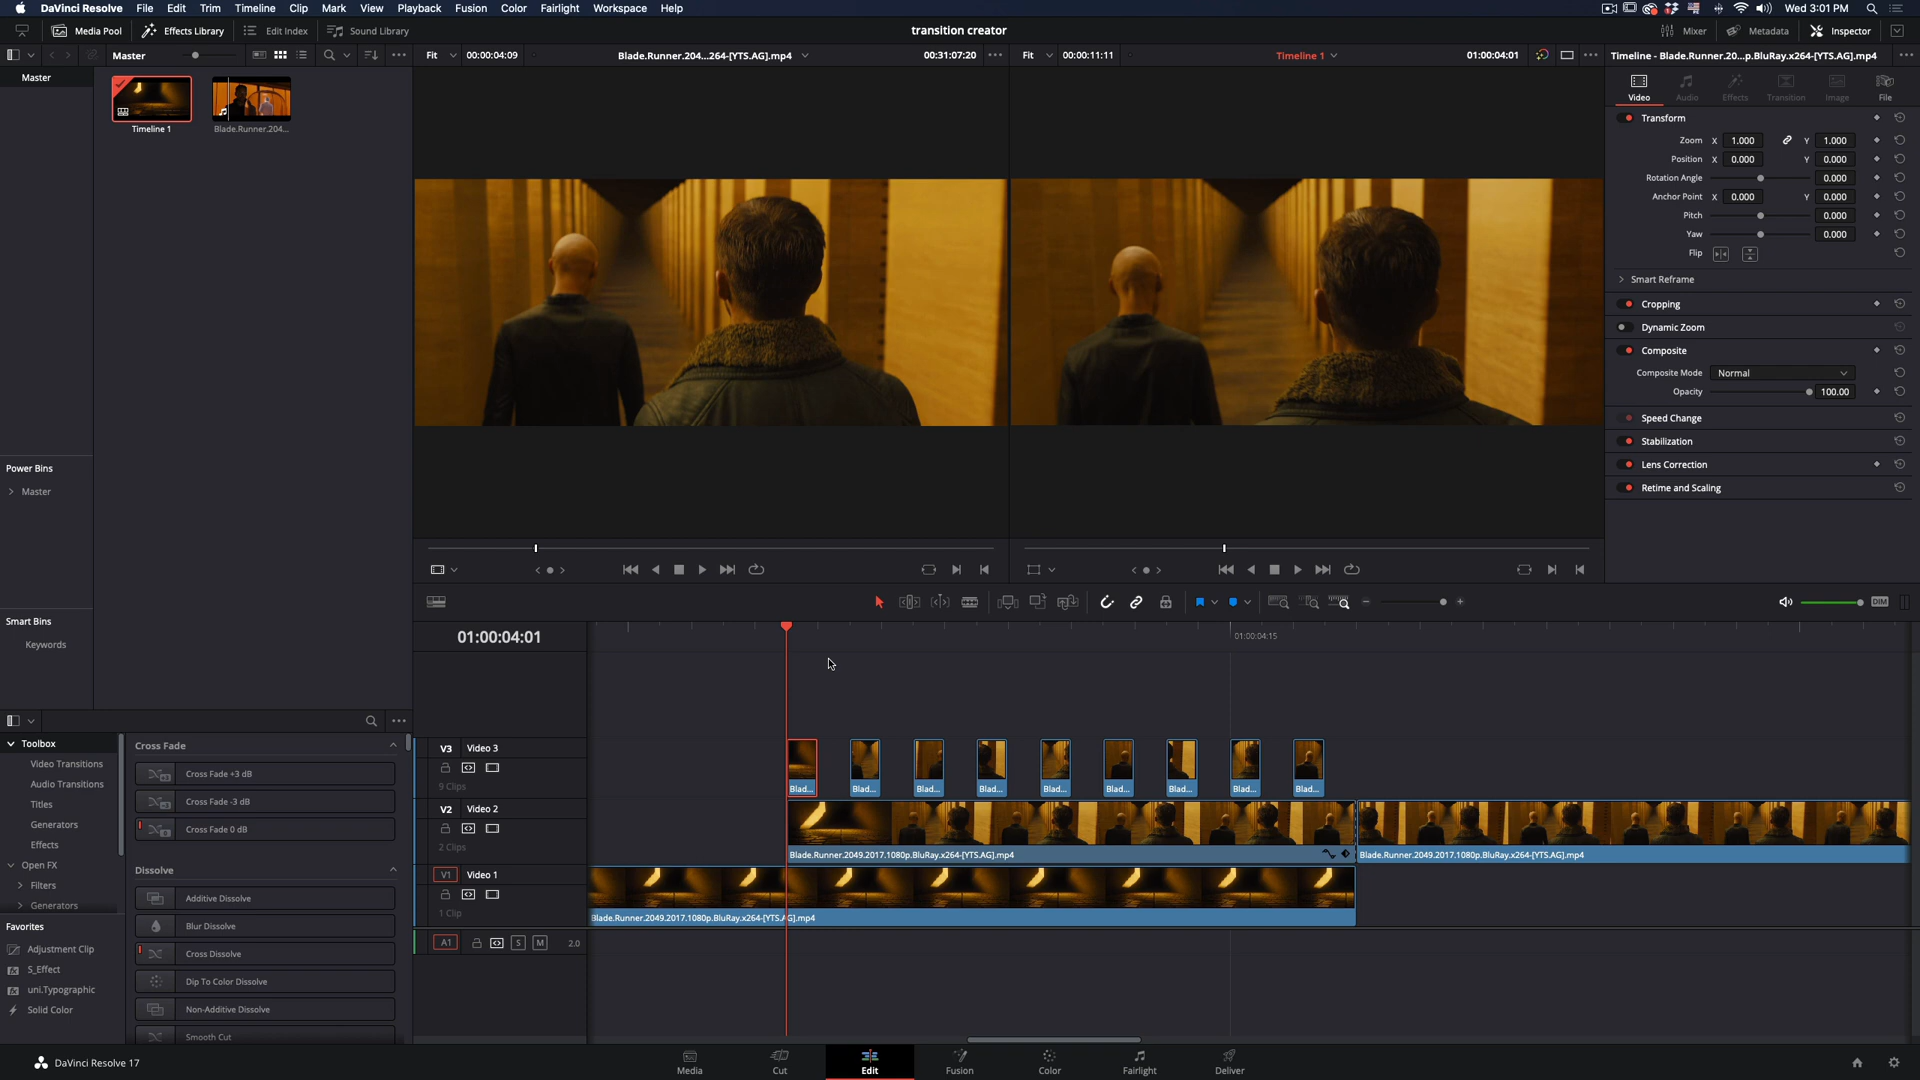 DaVinci Resolve File Edit Trim Timeline Clip Mark View Playback Fusion Color Fairlight Workspace Help Wed 3:01 PM
Media Pool Effects Library Edit Index Sound Library transition creator Mixer Metadata Inspector
Master Fit 00:00:04:09 Blade.Runner.204...264-[YTS.AG].mp4 00:31:07:20 Fit 00:00:11:11 Timeline 1 01:00:04:01 Timeline - Blade.Runner.20...p.BluRay.x264-[YTS.AG].mp4
Master
Timeline 1 Blade.Runner.204...
Video Audio Effects Transition Image File
Transform
Zoom X 1.000 Y 1.000
Position X 0.000 Y 0.000
Rotation Angle 0.000
Anchor Point X 0.000 Y 0.000
Pitch 0.000
Yaw 0.000
Flip
Smart Reframe
Cropping
Dynamic Zoom
Composite
Composite Mode Normal
Opacity 100.00
Speed Change
Stabilization
Lens Correction
Retime and Scaling
Power Bins
Master
Smart Bins
Keywords
DIM
01:00:04:01
01:00:04:15
Toolbox
Video Transitions
Audio Transitions
Titles
Generators
Effects
Open FX
Filters
Generators
Favorites
Adjustment Clip
S_Effect
uni.Typographic
Solid Color
Cross Fade
Cross Fade +3 dB
Cross Fade -3 dB
Cross Fade 0 dB
Dissolve
Additive Dissolve
Blur Dissolve
Cross Dissolve
Dip To Color Dissolve
Non-Additive Dissolve
Smooth Cut
V3 Video 3
9 Clips
Blad... Blad... Blad... Blad... Blad... Blad... Blad... Blad... Blad...
V2 Video 2
2 Clips
Blade.Runner.2049.2017.1080p.BluRay.x264-[YTS.AG].mp4 Blade.Runner.2049.2017.1080p.BluRay.x264-[YTS.AG].mp4
V1 Video 1
1 Clip
Blade.Runner.2049.2017.1080p.BluRay.x264-[YTS.AG].mp4
A1 S M 2.0
DaVinci Resolve 17 Media Cut Edit Fusion Color Fairlight Deliver